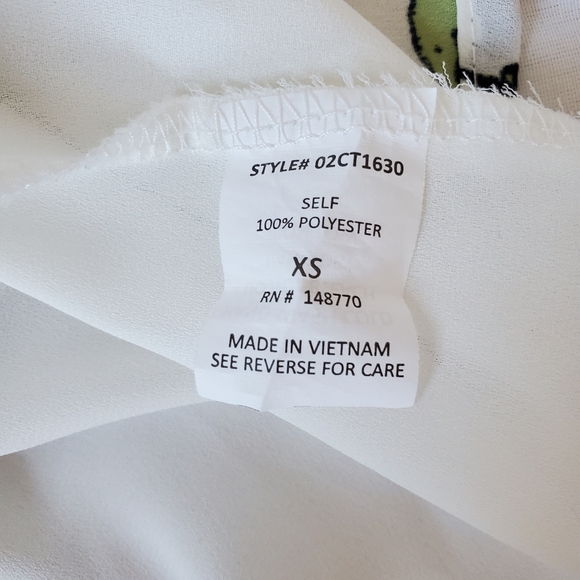 STYLE# 02CT1630
SELF
100% POLYESTER
XS
RN # 148770
MADE IN VIETNAM
SEE REVERSE FOR CARE